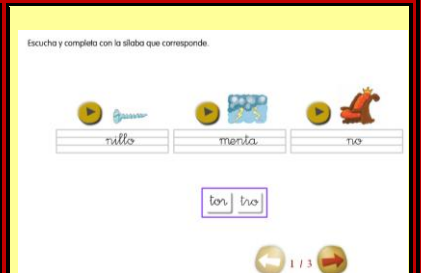 Escucha y completa con la sílaba que corresponde.
nillo menta no
tor tro
1 / 3